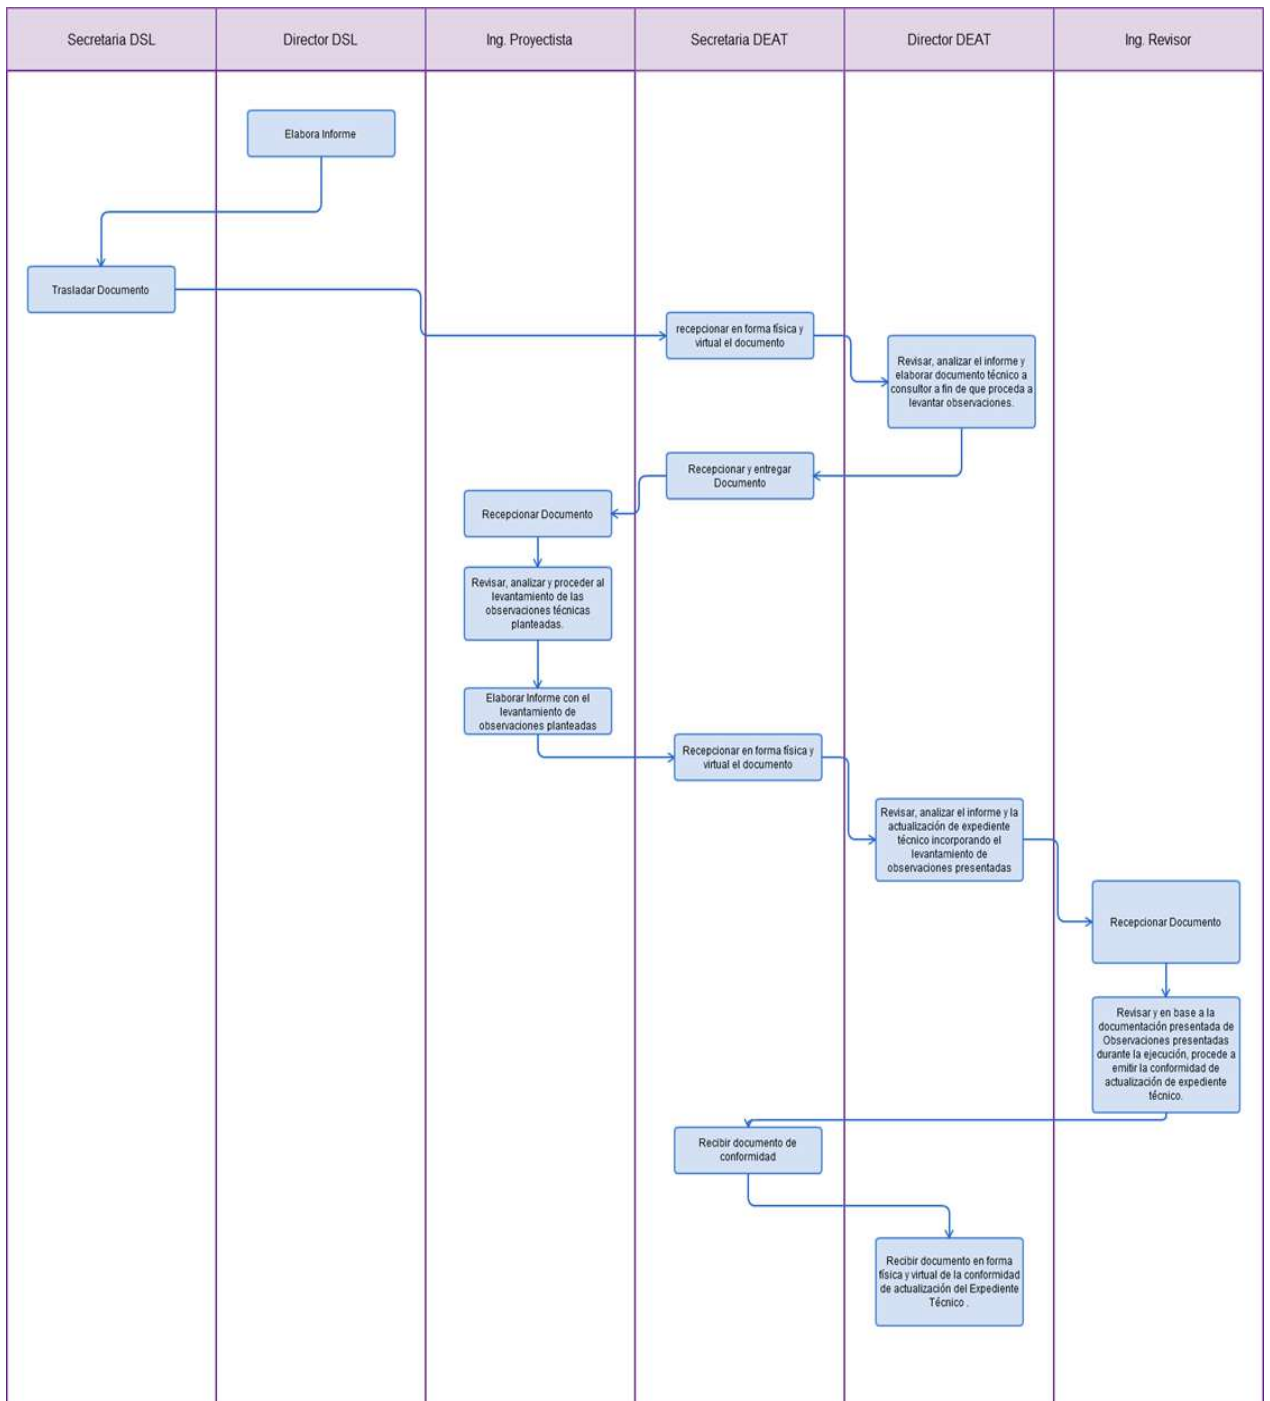 Secretaria DSL
Director DSL
Ing. Proyectista
Secretaria DEAT
Director DEAT
Ing. Revisor
Elabora Informe
Trasladar Documento
recepcionar en forma física y
virtual el documento
Revisar, analizar el informe y
elaborar documento técnico a
consultor a fin de que proceda a
levantar observaciones.
Recepcionar y entregar
Documento
Recepcionar Documento
Revisar, analizar y proceder al
levantamiento de las
observaciones técnicas
planteadas.
Elaborar Informe con el
levantamiento de
observaciones planteadas
Recepcionar en forma física y
virtual el documento
Revisar, analizar el informe y la
actualización de expediente
técnico incorporando el
levantamiento de
observaciones presentadas
Recepcionar Documento
Revisar y en base a la
documentación presentada de
Observaciones presentadas
durante la ejecución, procede a
emitir la conformidad de
actualización de expediente
técnico.
Recibir documento de
conformidad
Recibir documento en forma
física y virtual de la conformidad
de actualización del Expediente
Técnico .